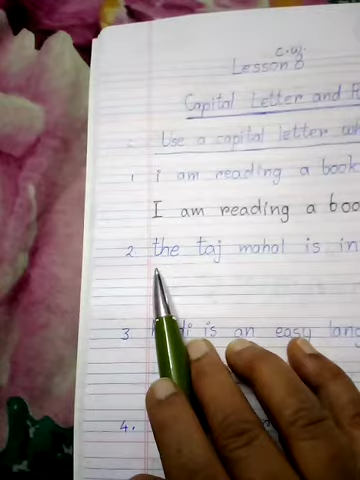 C.W.
Lesson 8
Capital Letter and
Use a capital letter
1. i am reading a book
I am reading a boo
2. the taj mahal is in
3. is an easy lang
4.